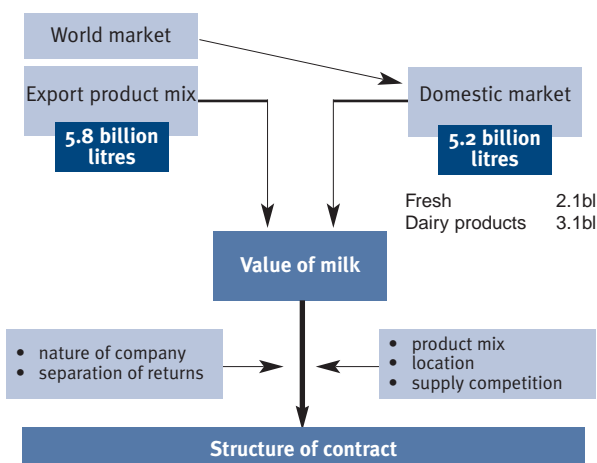 World market
Export product mix
5.8 billion
litres
Domestic market
5.2 billion
litres
Fresh 2.1bl
Dairy products 3.1bl
Value of milk
• nature of company
• separation of returns
• product mix
• location
• supply competition
Structure of contract